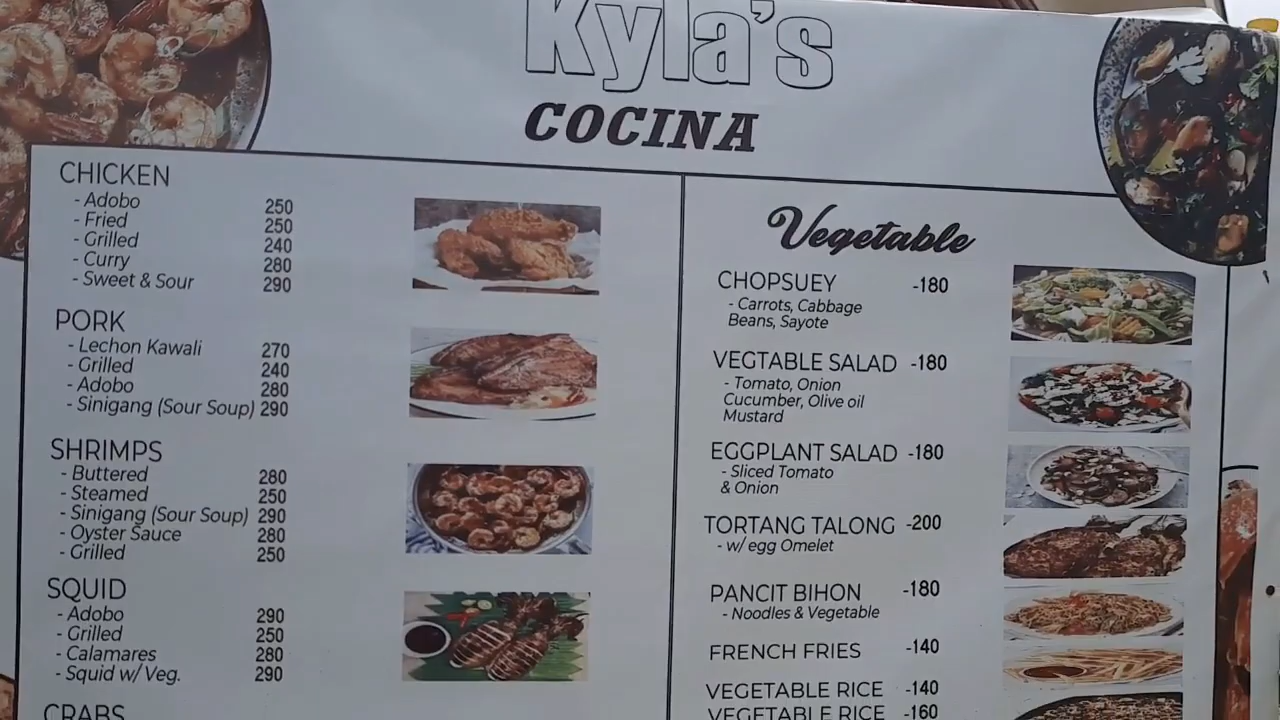 Kyla's
COCINA
CHICKEN
- Adobo 250
- Fried 250
- Grilled 240
- Curry 280
- Sweet & Sour 290
PORK
- Lechon Kawali 270
- Grilled 240
- Adobo 280
- Sinigang (Sour Soup) 290
SHRIMPS
- Buttered 280
- Steamed 250
- Sinigang (Sour Soup) 290
- Oyster Sauce 280
- Grilled 250
SQUID
- Adobo 290
- Grilled 250
- Calamares 280
- Squid w/ Veg. 290
CRABS
Vegetable
CHOPSUEY -180
- Carrots, Cabbage
Beans, Sayote
VEGTABLE SALAD -180
- Tomato, Onion
Cucumber, Olive oil
Mustard
EGGPLANT SALAD -180
- Sliced Tomato
& Onion
TORTANG TALONG -200
- w/ egg Omelet
PANCIT BIHON -180
- Noodles & Vegetable
FRENCH FRIES -140
VEGETABLE RICE -140
VEGETABLE RICE -160